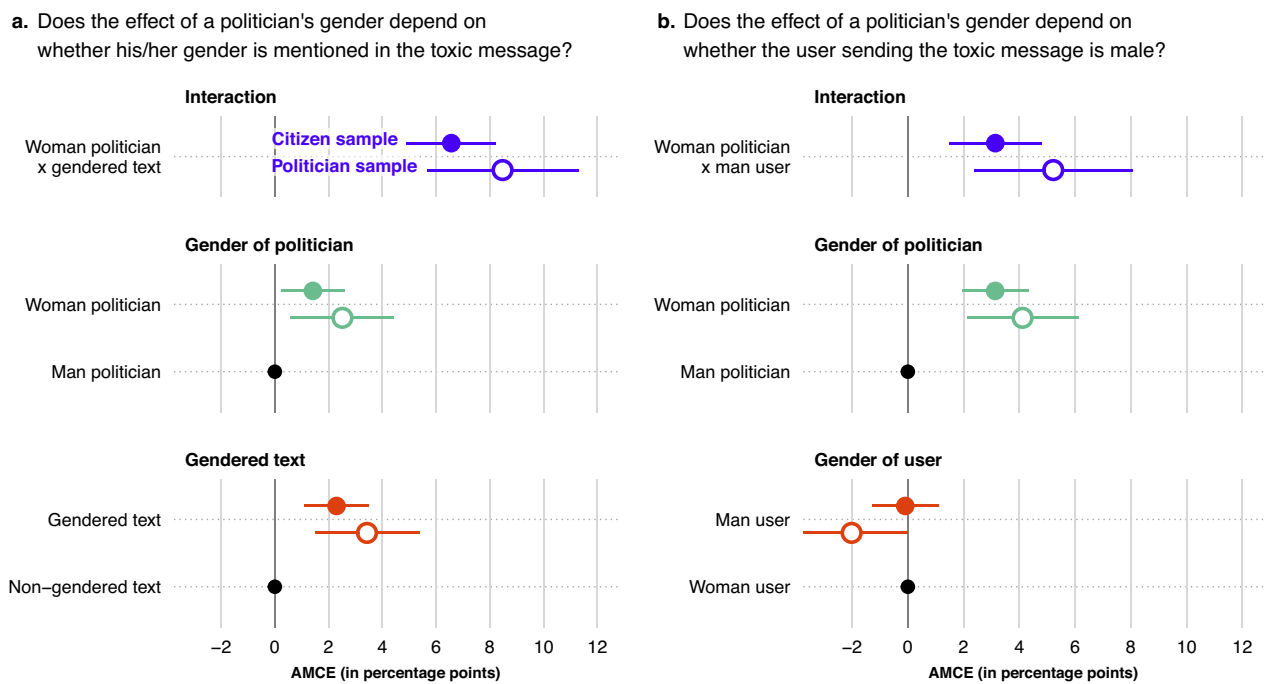 a. Does the effect of a politician's gender depend on
whether his/her gender is mentioned in the toxic message?
Interaction
Woman politician
x gendered text
Citizen sample
Politician sample
Gender of politician
Woman politician
Man politician
Gendered text
Gendered text
Non−gendered text
−2 0 2 4 6 8 10 12
AMCE (in percentage points)
b. Does the effect of a politician's gender depend on
whether the user sending the toxic message is male?
Interaction
Woman politician
x man user
Gender of politician
Woman politician
Man politician
Gender of user
Man user
Woman user
−2 0 2 4 6 8 10 12
AMCE (in percentage points)